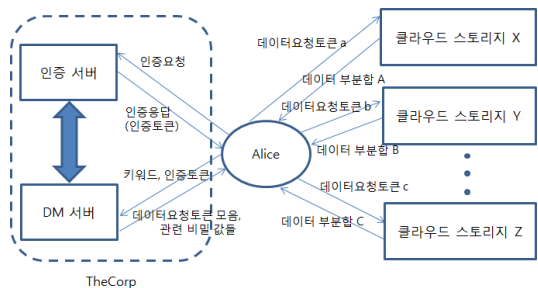 데이터요청토큰 a
클라우드 스토리지 X
인증요청
인증 서버
데이터 부분합 A
데이터요청토큰 b
인증응답
(인증토큰)
클라우드 스토리지 Y
Alice
데이터 부분합 B
키워드, 인증토큰
데이터요청토큰 c
DM 서버
데이터요청토큰 모음,
관련 비밀 값들
데이터 부분합 C
클라우드 스토리지 Z
TheCorp